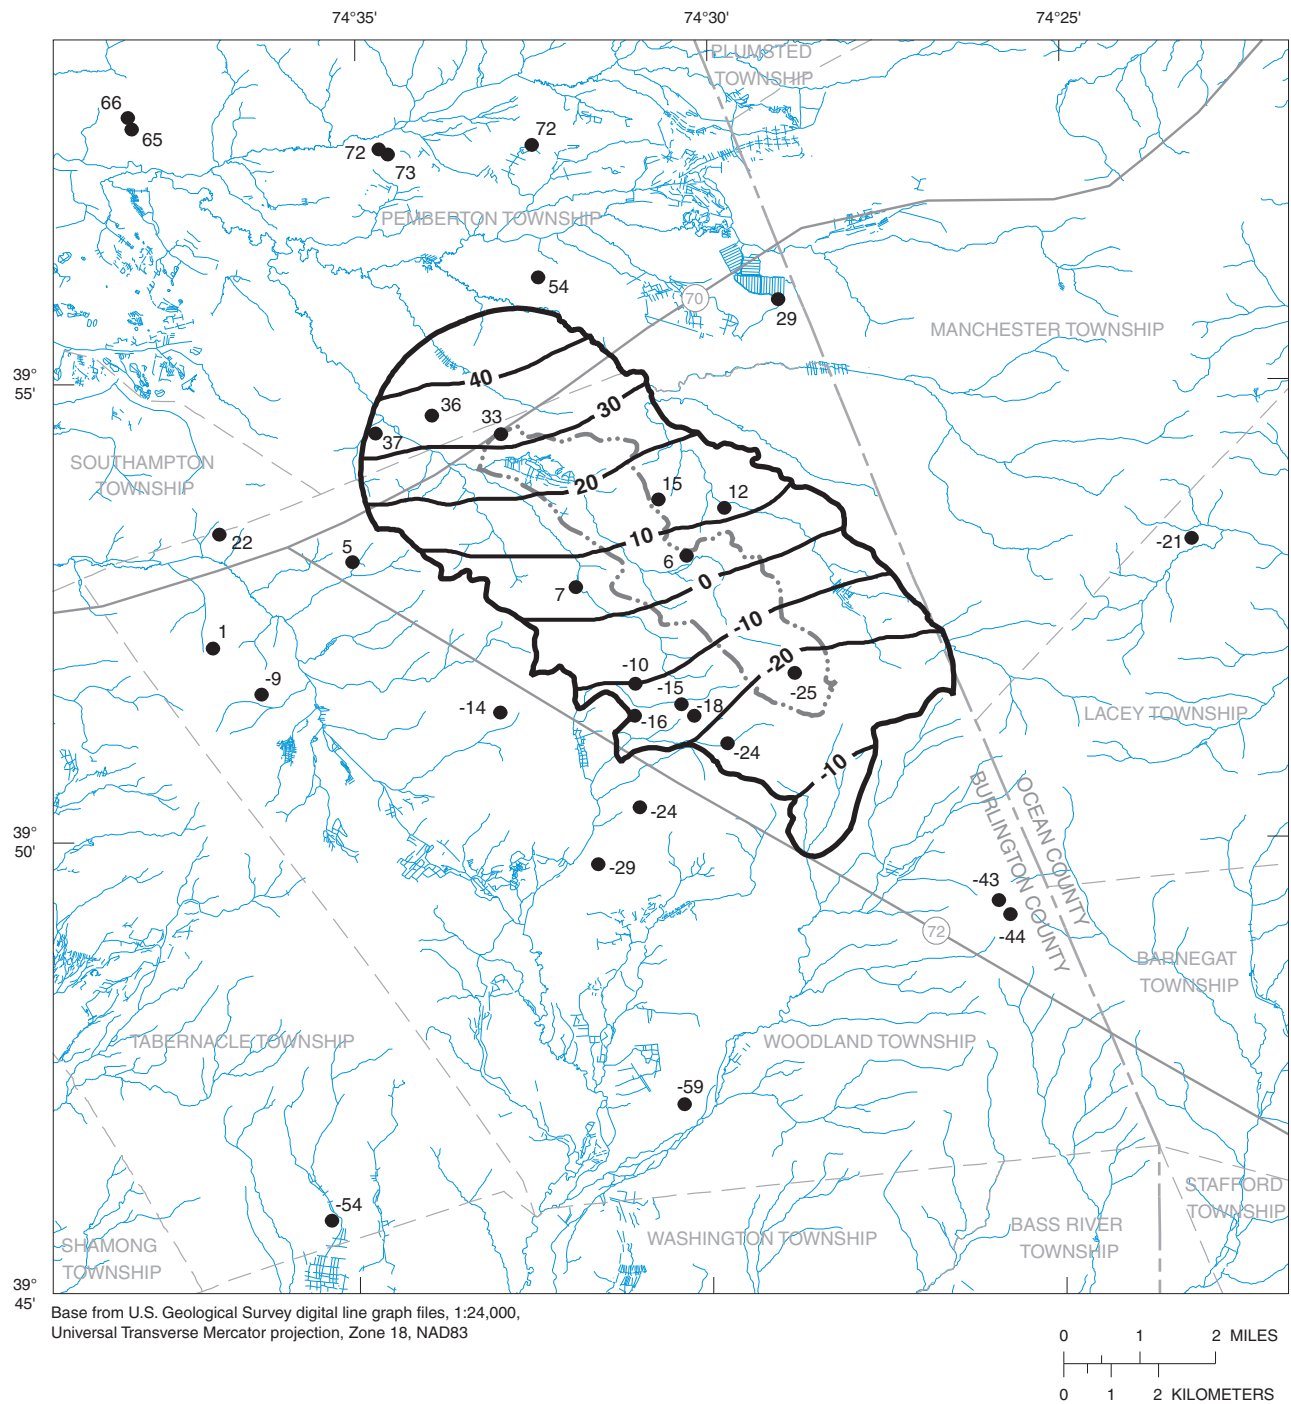 74°35'
74°30'
74°25'
PLUMSTED
TOWNSHIP
66
65
72
73
72
PEMBERTON TOWNSHIP
54
70
29
MANCHESTER TOWNSHIP
39°
55'
40
36
30
33
37
SOUTHAMPTON
TOWNSHIP
20
15
12
22
5
10
6
-21
7
0
1
-10
-9
-10
-20
-15
-25
-14
-18
-16
LACEY TOWNSHIP
-24
-10
OCEAN COUNTY
BURLINGTON COUNTY
-24
39°
50'
-29
-43
-44
72
BARNEGAT
TOWNSHIP
TABERNACLE TOWNSHIP
WOODLAND TOWNSHIP
-59
-54
STAFFORD
TOWNSHIP
BASS RIVER
TOWNSHIP
WASHINGTON TOWNSHIP
SHAMONG
TOWNSHIP
39°
45'
Base from U.S. Geological Survey digital line graph files, 1:24,000,
Universal Transverse Mercator projection, Zone 18, NAD83
0 1 2 MILES
0 1 2 KILOMETERS